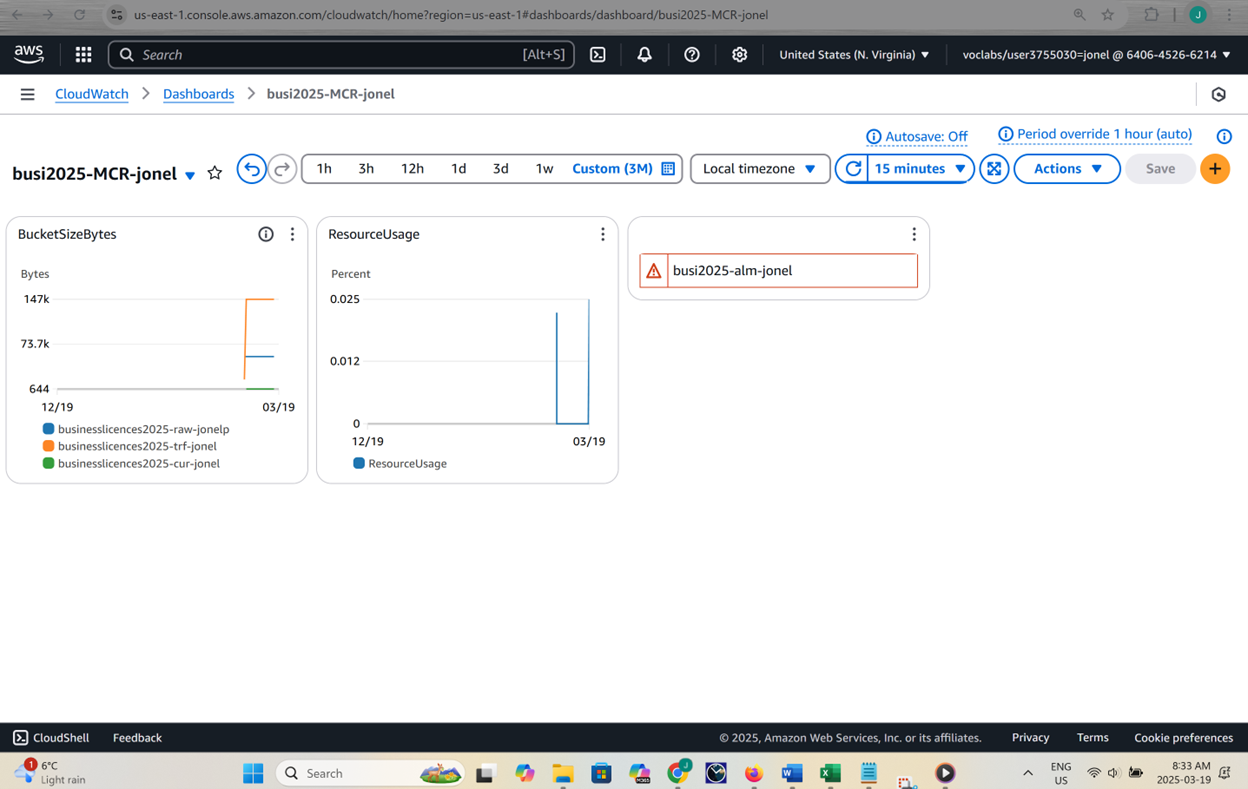 us-east-1.console.aws.amazon.com/cloudwatch/home?region=us-east-1#dashboards/dashboard/busi2025-MCR-jonel
J
aws
Search
[Alt+S]
United States (N. Virginia)
voclabs/user3755030=jonel @ 6406-4526-6214
CloudWatch
Dashboards
busi2025-MCR-jonel
Autosave: Off
Period override 1 hour (auto)
busi2025-MCR-jonel
1h 3h 12h 1d 3d 1w Custom (3M)
Local timezone
15 minutes
Actions
Save
BucketSizeBytes
Bytes
147k
73.7k
644
12/19 03/19
businesslicences2025-raw-jonelp
businesslicences2025-trf-jonel
businesslicences2025-cur-jonel
ResourceUsage
Percent
0.025
0.012
0
12/19 03/19
ResourceUsage
busi2025-alm-jonel
CloudShell
Feedback
© 2025, Amazon Web Services, Inc. or its affiliates.
Privacy
Terms
Cookie preferences
1
6°C
Light rain
Search
J
ENG
US
8:33 AM
2025-03-19